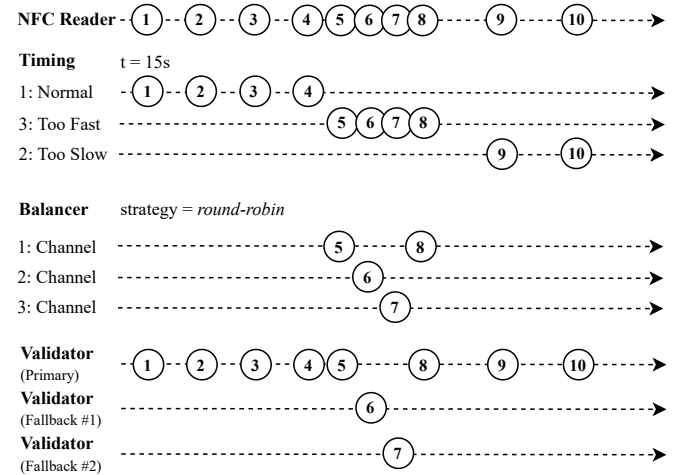 NFC Reader 1 2 3 4 5 6 7 8 9 10
Timing t = 15s
1: Normal 1 2 3 4
3: Too Fast 5 6 7 8
2: Too Slow 9 10
Balancer strategy = round-robin
1: Channel 5 8
2: Channel 6
3: Channel 7
Validator
(Primary) 1 2 3 4 5 8 9 10
Validator
(Fallback #1) 6
Validator
(Fallback #2) 7